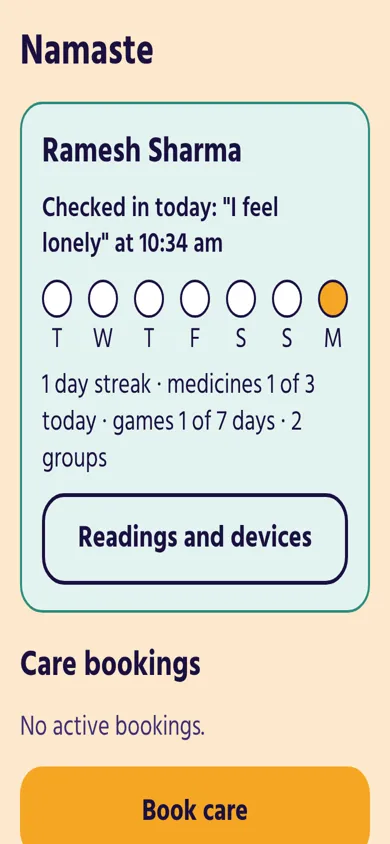 Namaste
Ramesh Sharma
Checked in today: "I feel
lonely" at 10:34 am
T W T F S S M
1 day streak · medicines 1 of 3
today · games 1 of 7 days · 2
groups
Readings and devices
Care bookings
No active bookings.
Book care